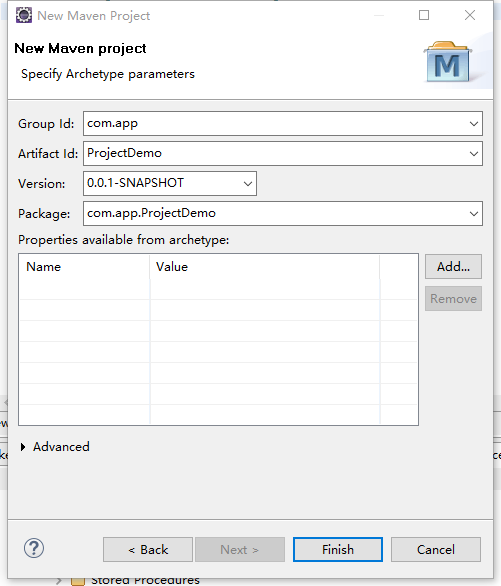 New Maven Project
New Maven project
Specify Archetype parameters
M
Group Id: com.app
Artifact Id: ProjectDemo
Version: 0.0.1-SNAPSHOT
Package: com.app.ProjectDemo
Properties available from archetype:
Name Value
Add...
Remove
Advanced
? < Back Next > Finish Cancel
Stored Procedures